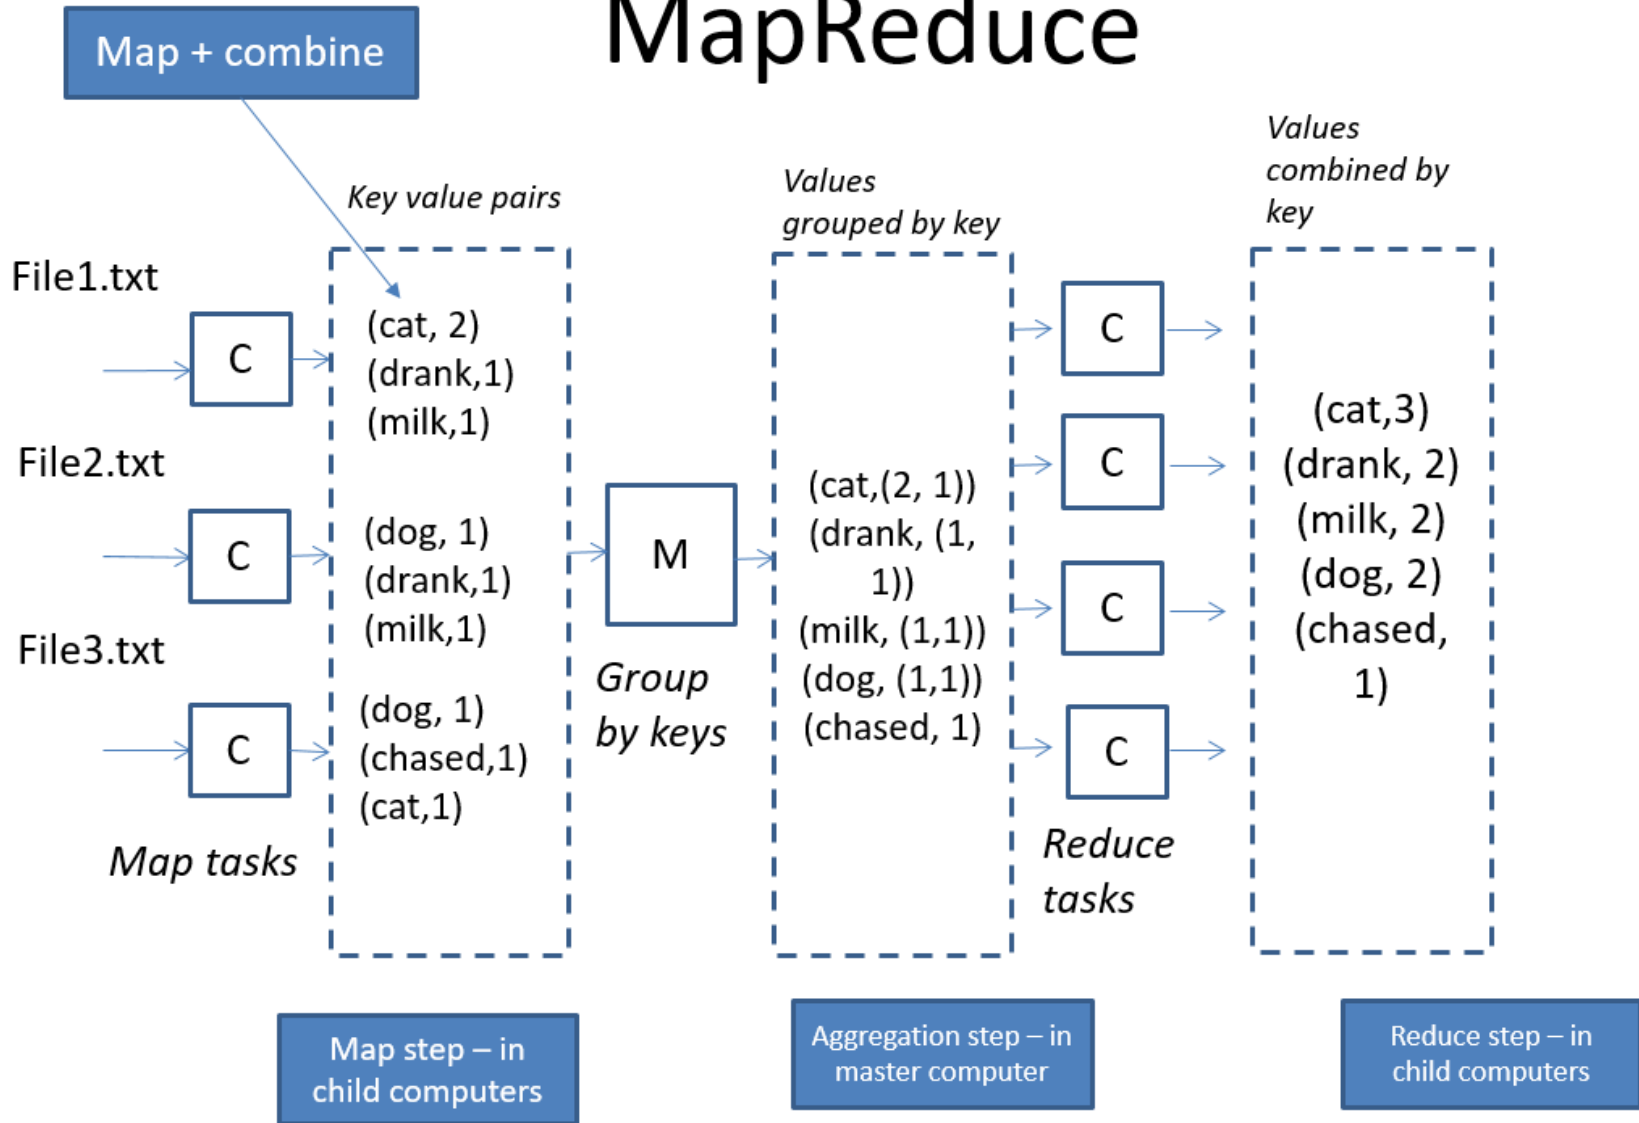 MapReduce
Map + combine
Key value pairs
Values
grouped by key
Values
combined by
key
File1.txt
C
(cat, 2)
(drank,1)
(milk,1)
File2.txt
C
(dog, 1)
(drank,1)
(milk,1)
File3.txt
C
(dog, 1)
(chased,1)
(cat,1)
Map tasks
M
Group
by keys
(cat,(2, 1))
(drank, (1,
1))
(milk, (1,1))
(dog, (1,1))
(chased, 1)
C
C
C
C
Reduce
tasks
(cat,3)
(drank, 2)
(milk, 2)
(dog, 2)
(chased,
1)
Map step – in
child computers
Aggregation step – in
master computer
Reduce step – in
child computers